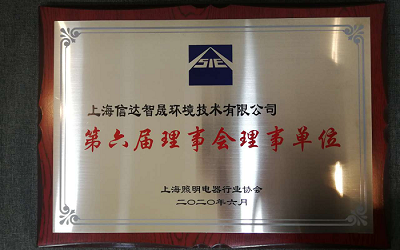 上海信达智晟环境技术有限公司
第六届理事会理事单位
上海照明电器行业协会
二〇二〇年六月